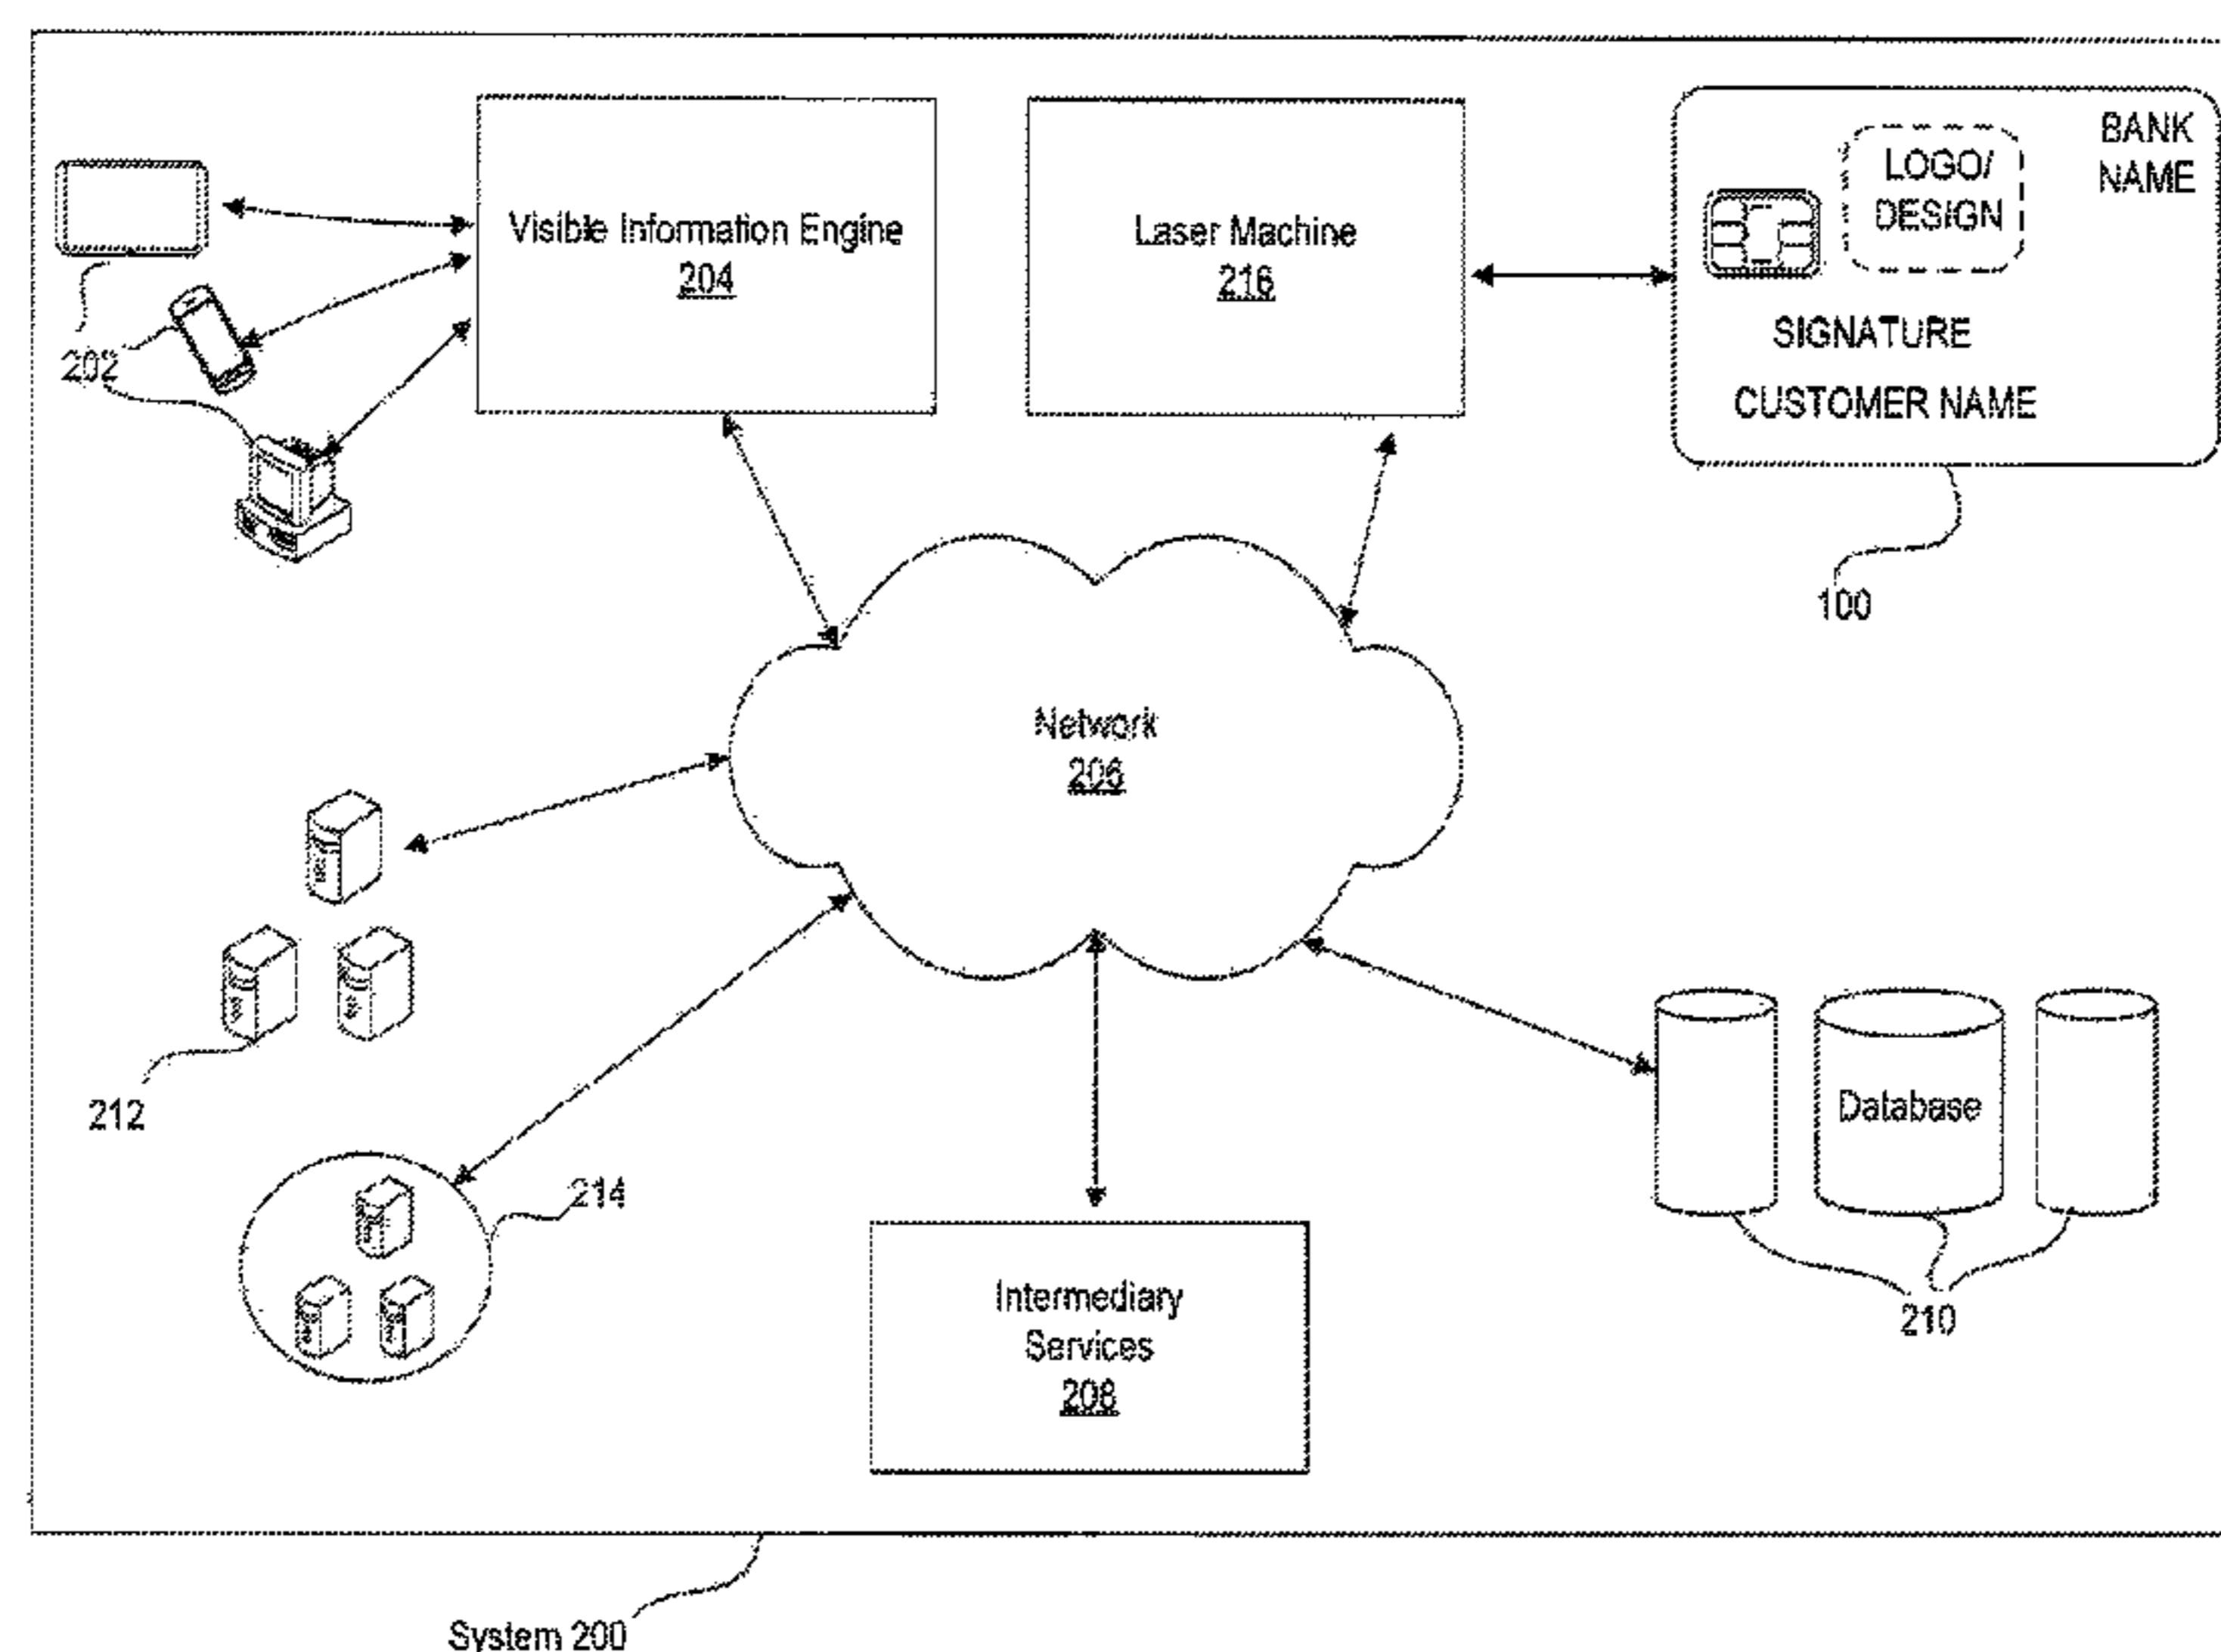 Visible Information Engine
204
Laser Machine
216
BANK
NAME
LOGO/
DESIGN
SIGNATURE
CUSTOMER NAME
202
100
Network
206
212
214
Database
210
Intermediary
Services
208
System 200